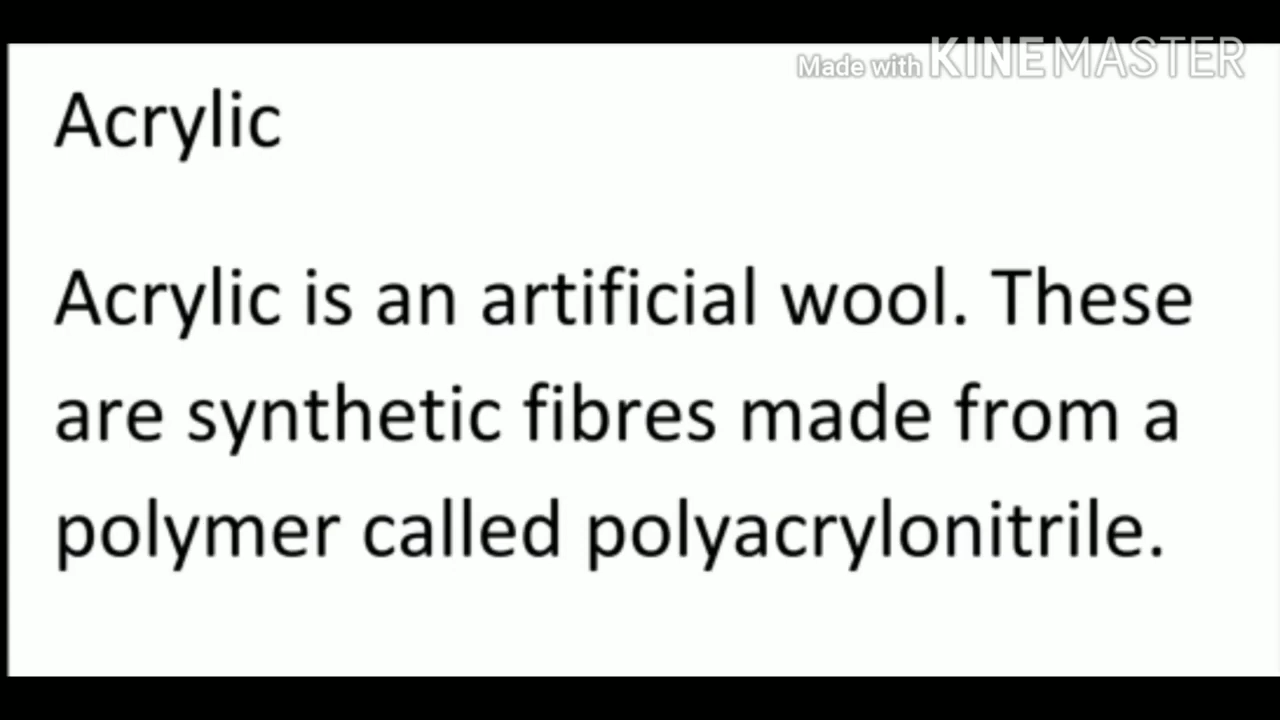 Made with KINEMASTER
Acrylic
Acrylic is an artificial wool. These
are synthetic fibres made from a
polymer called polyacrylonitrile.